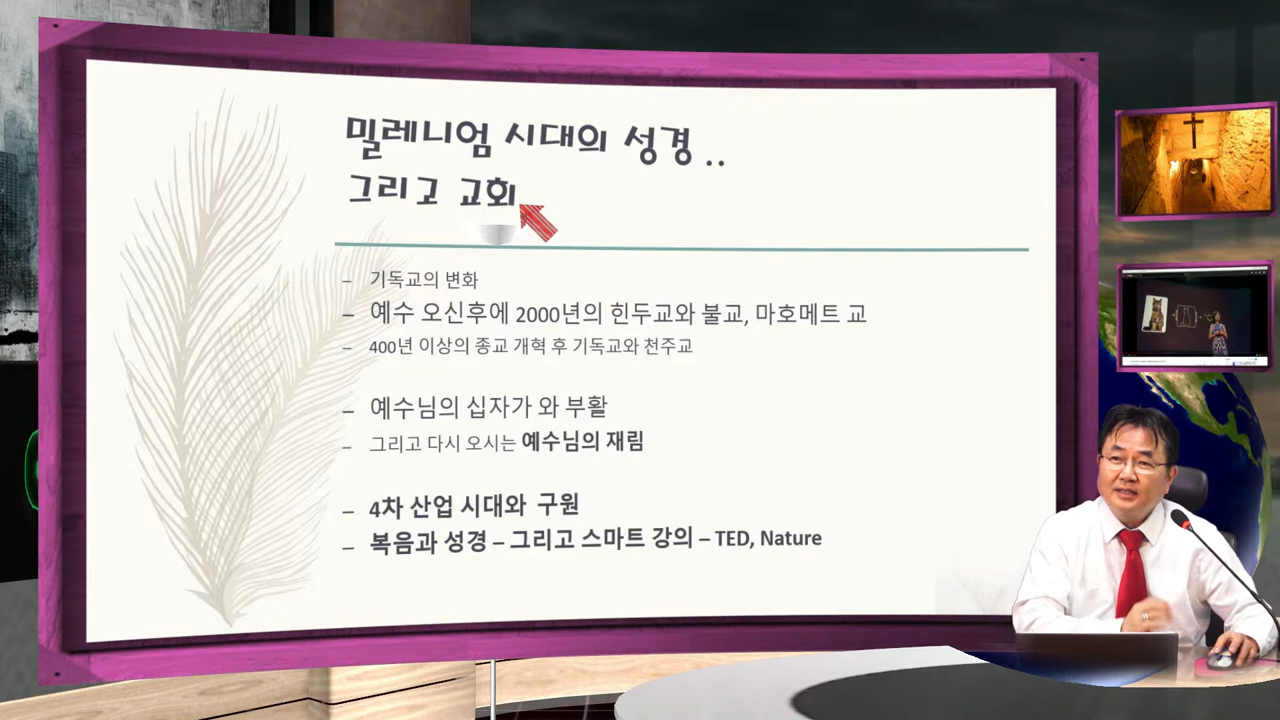 밀레니엄 시대의 성경 ..
그리고 교회
– 기독교의 변화
– 예수 오신후에 2000년의 힌두교와 불교, 마호메트 교
– 400년 이상의 종교 개혁 후 기독교와 천주교
– 예수님의 십자가 와 부활
– 그리고 다시 오시는 예수님의 재림
– 4차 산업 시대와 구원
– 복음과 성경 – 그리고 스마트 강의 – TED, Nature